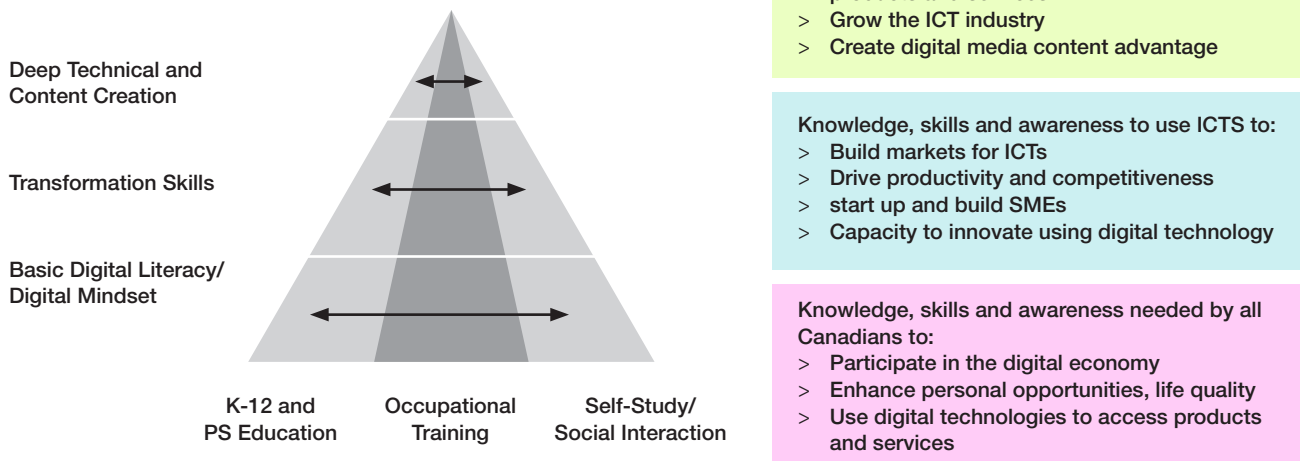 Deep Technical and
Content Creation
Transformation Skills
Basic Digital Literacy/
Digital Mindset
K-12 and
PS Education
Occupational
Training
Self-Study/
Social Interaction
> Grow the ICT industry
> Create digital media content advantage
Knowledge, skills and awareness to use ICTS to:
> Build markets for ICTs
> Drive productivity and competitiveness
> start up and build SMEs
> Capacity to innovate using digital technology
Knowledge, skills and awareness needed by all
Canadians to:
> Participate in the digital economy
> Enhance personal opportunities, life quality
> Use digital technologies to access products
and services